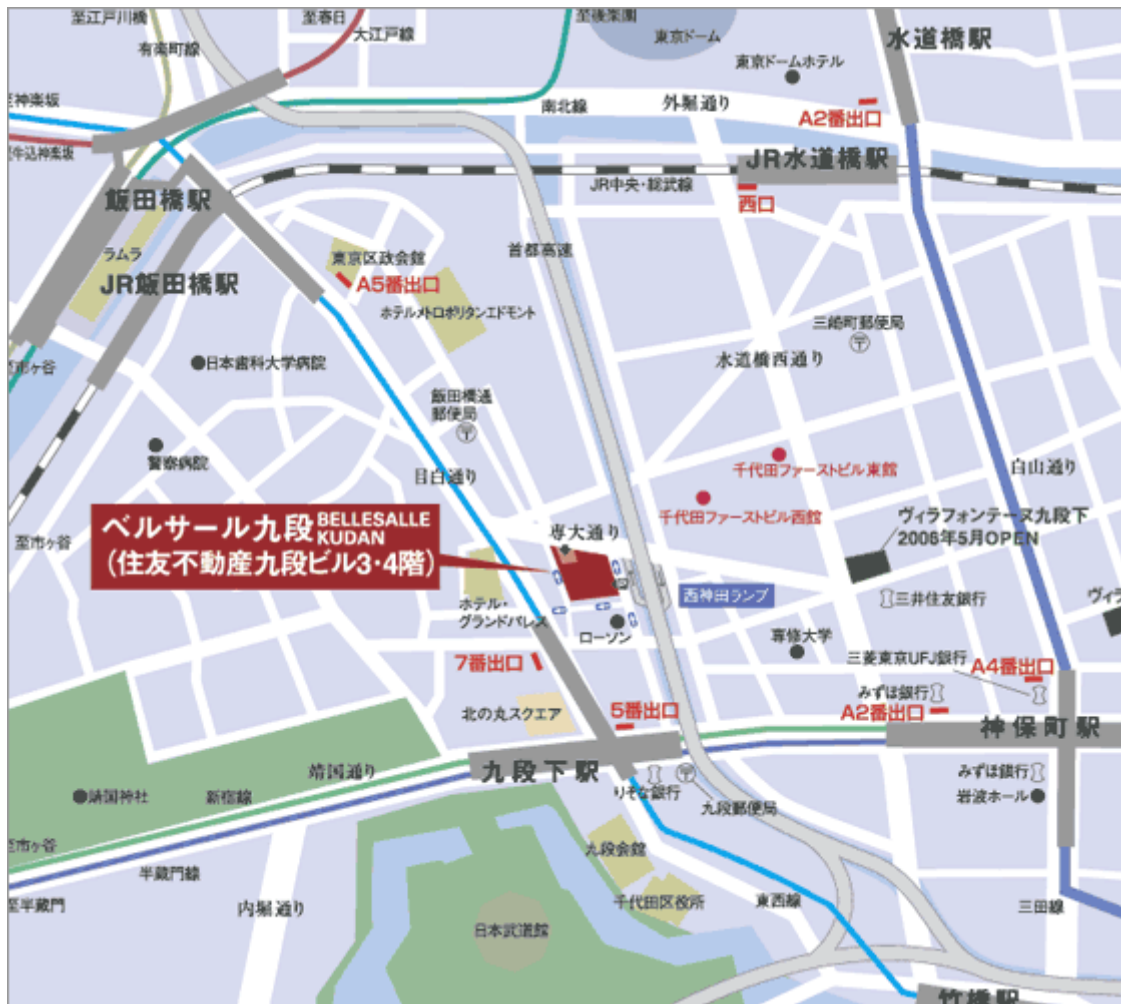 至江戸川橋
至春日
至後楽園
大江戸線
有楽町線
東京ドーム
水道橋駅
東京ドームホテル
至神楽坂
南北線
外堀通り
A2番出口
至牛込神楽坂
JR水道橋駅
JR中央・総武線
飯田橋駅
西口
ラムラ
東京区政会館
首都高速
JR飯田橋駅
A5番出口
ホテルメトロポリタンエドモント
三崎町郵便局
日本歯科大学病院
水道橋西通り
至市ヶ谷
飯田橋通
郵便局
警察病院
目白通り
千代田ファーストビル東館
白山通り
千代田ファーストビル西館
ベルサール九段 BELLESALLE KUDAN
(住友不動産九段ビル3・4階)
専大通り
ヴィラフォンテーヌ九段下
2006年5月OPEN
至市ヶ谷
西神田ランプ
三井住友銀行
ホテル・
グランドパレス
ローソン
専修大学
7番出口
三菱東京UFJ銀行
A4番出口
みずほ銀行
北の丸スクエア
5番出口
A2番出口
神保町駅
靖国通り
九段下駅
りそな銀行
みずほ銀行
靖国神社
新宿線
九段郵便局
岩波ホール
至市ヶ谷
九段会館
半蔵門線
至半蔵門
内堀通り
千代田区役所
東西線
三田線
日本武道館
竹橋駅